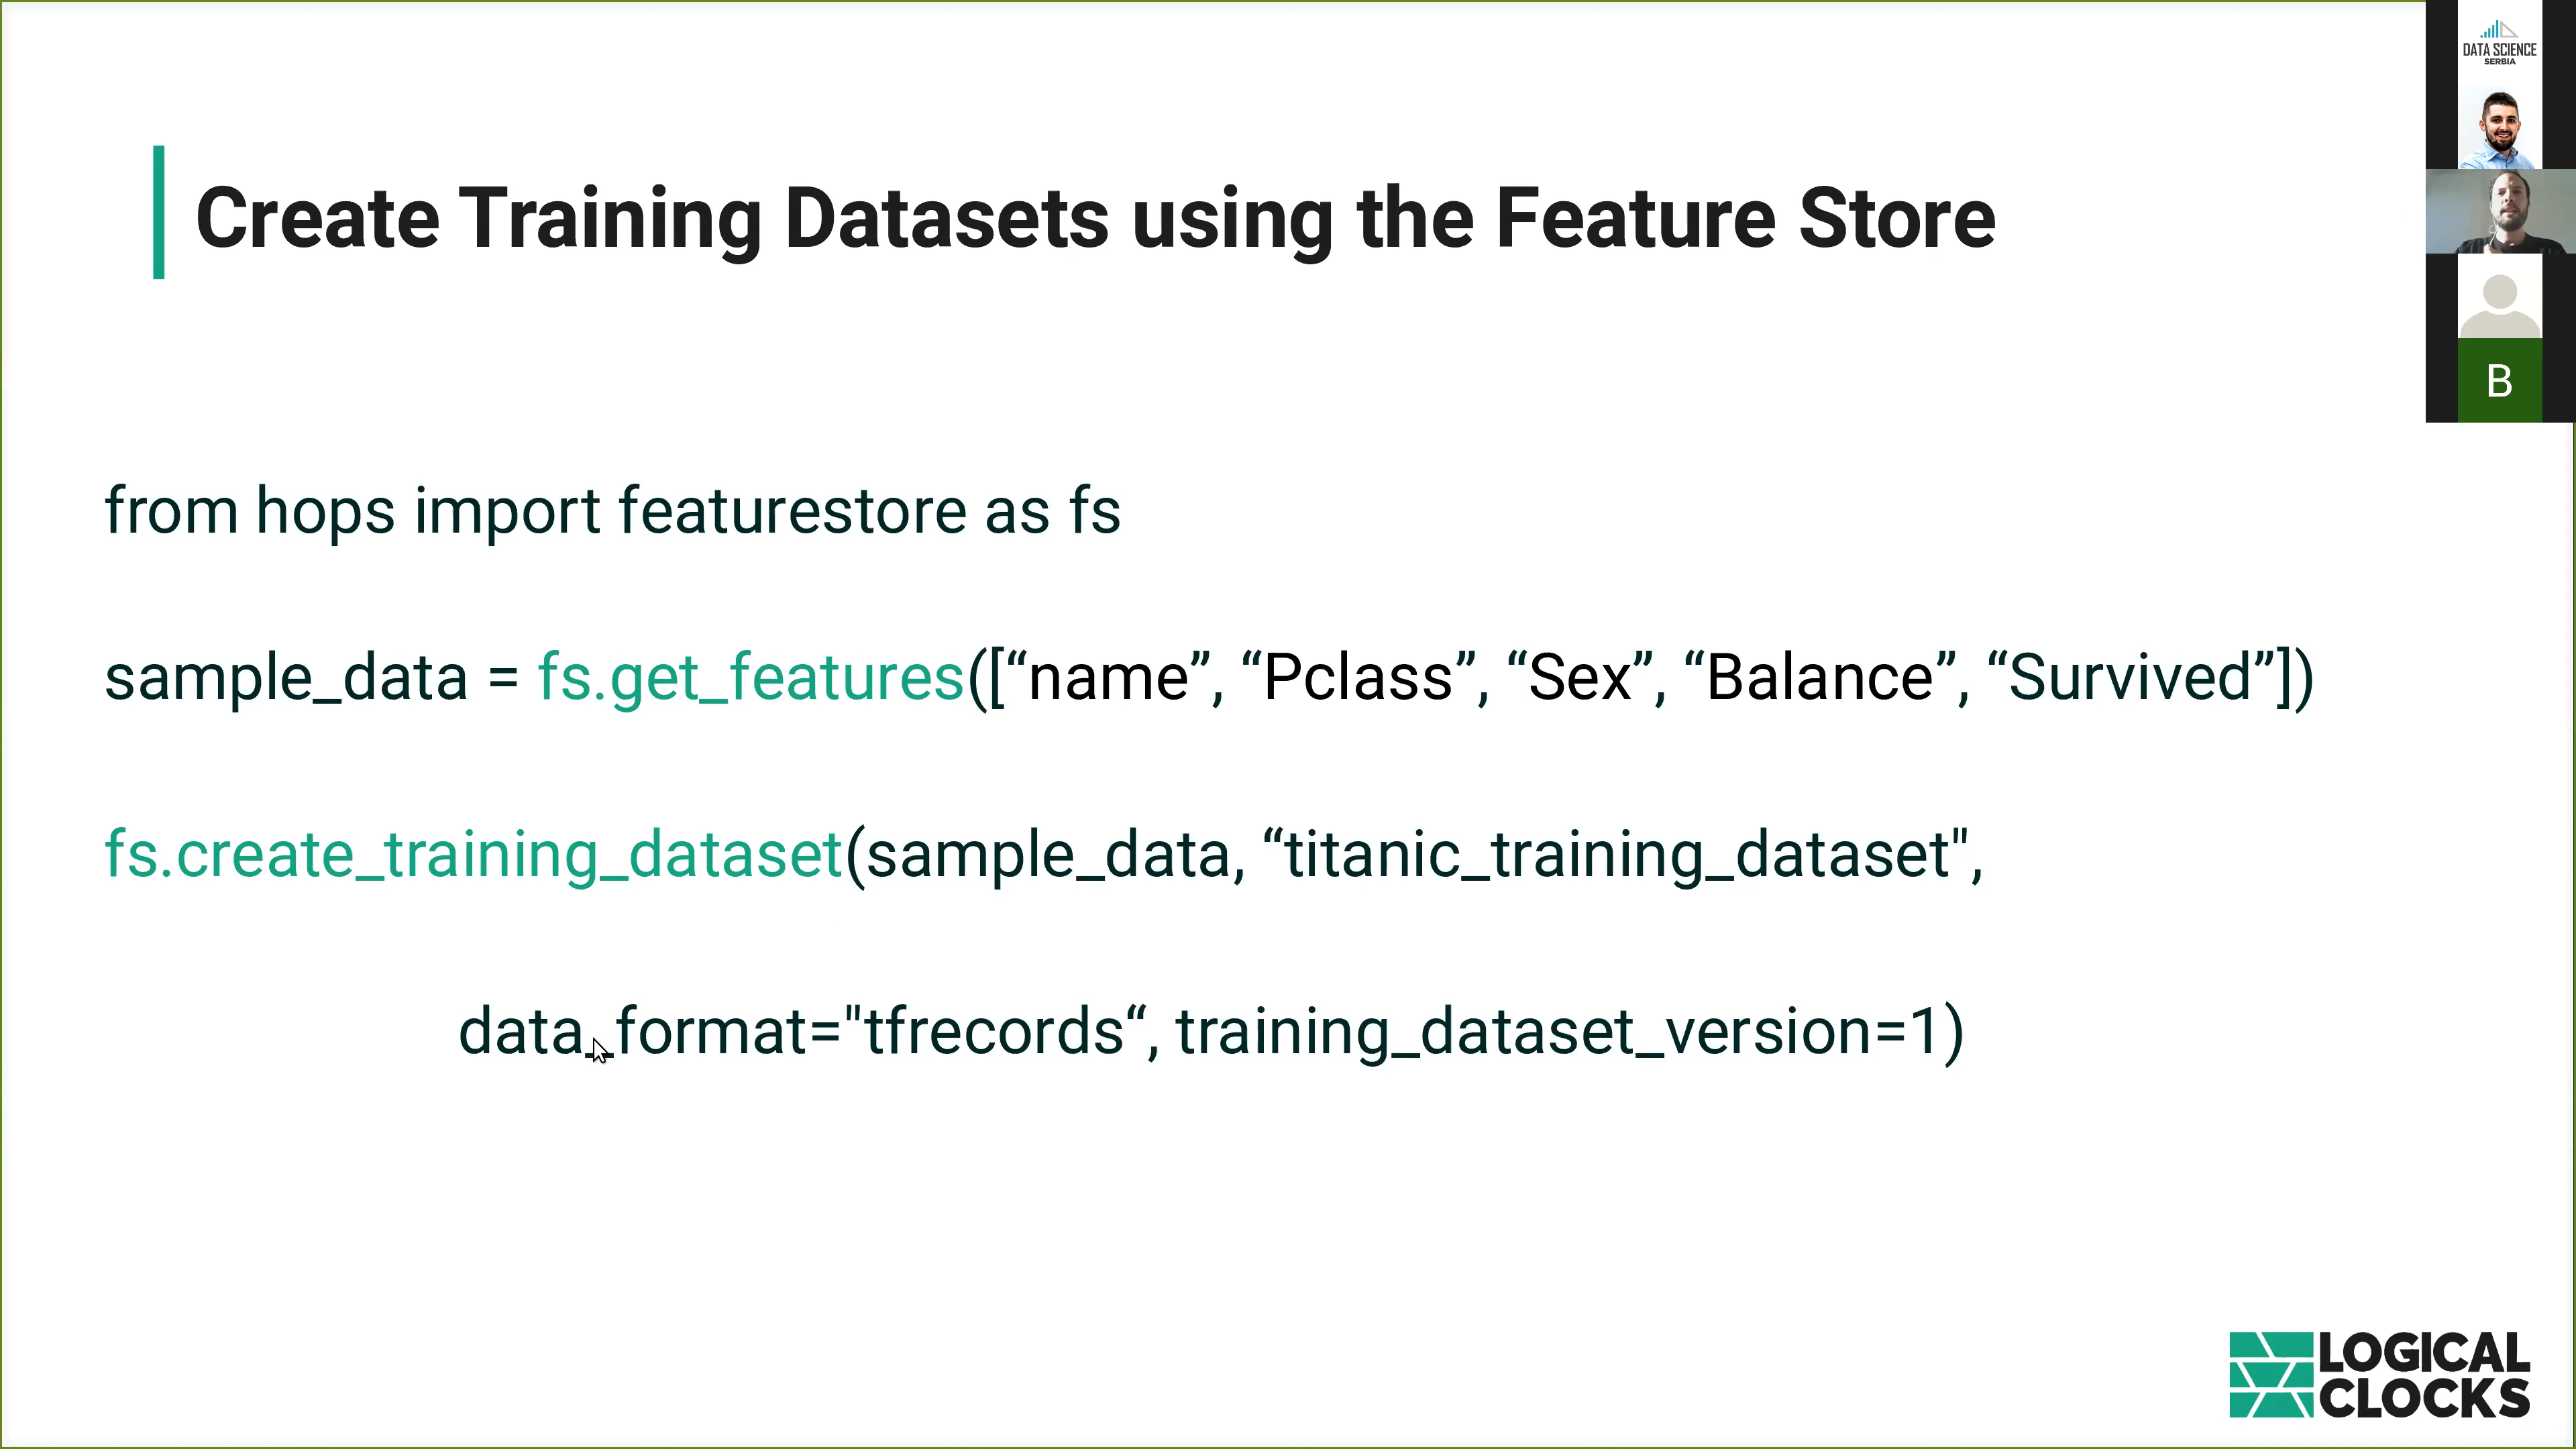 Create Training Datasets using the Feature Store
from hops import featurestore as fs
sample_data = fs.get_features([“name”, “Pclass”, “Sex”, “Balance”, “Survived”])
fs.create_training_dataset(sample_data, “titanic_training_dataset",
data_format="tfrecords“, training_dataset_version=1)
DATA SCIENCE
SERBIA
B
LOGICAL
CLOCKS